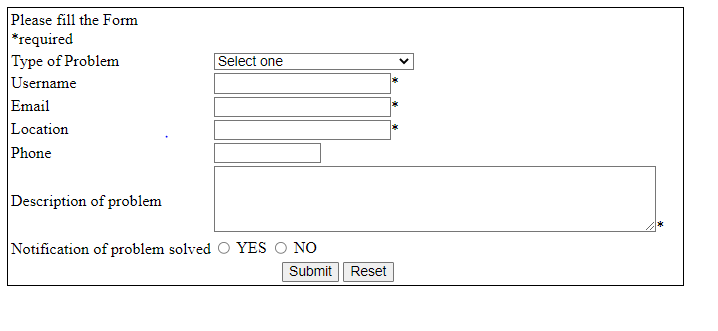 Please fill the Form
*required
Type of Problem Select one
Username *
Email *
Location *
Phone
Description of problem *
Notification of problem solved YES NO
Submit Reset